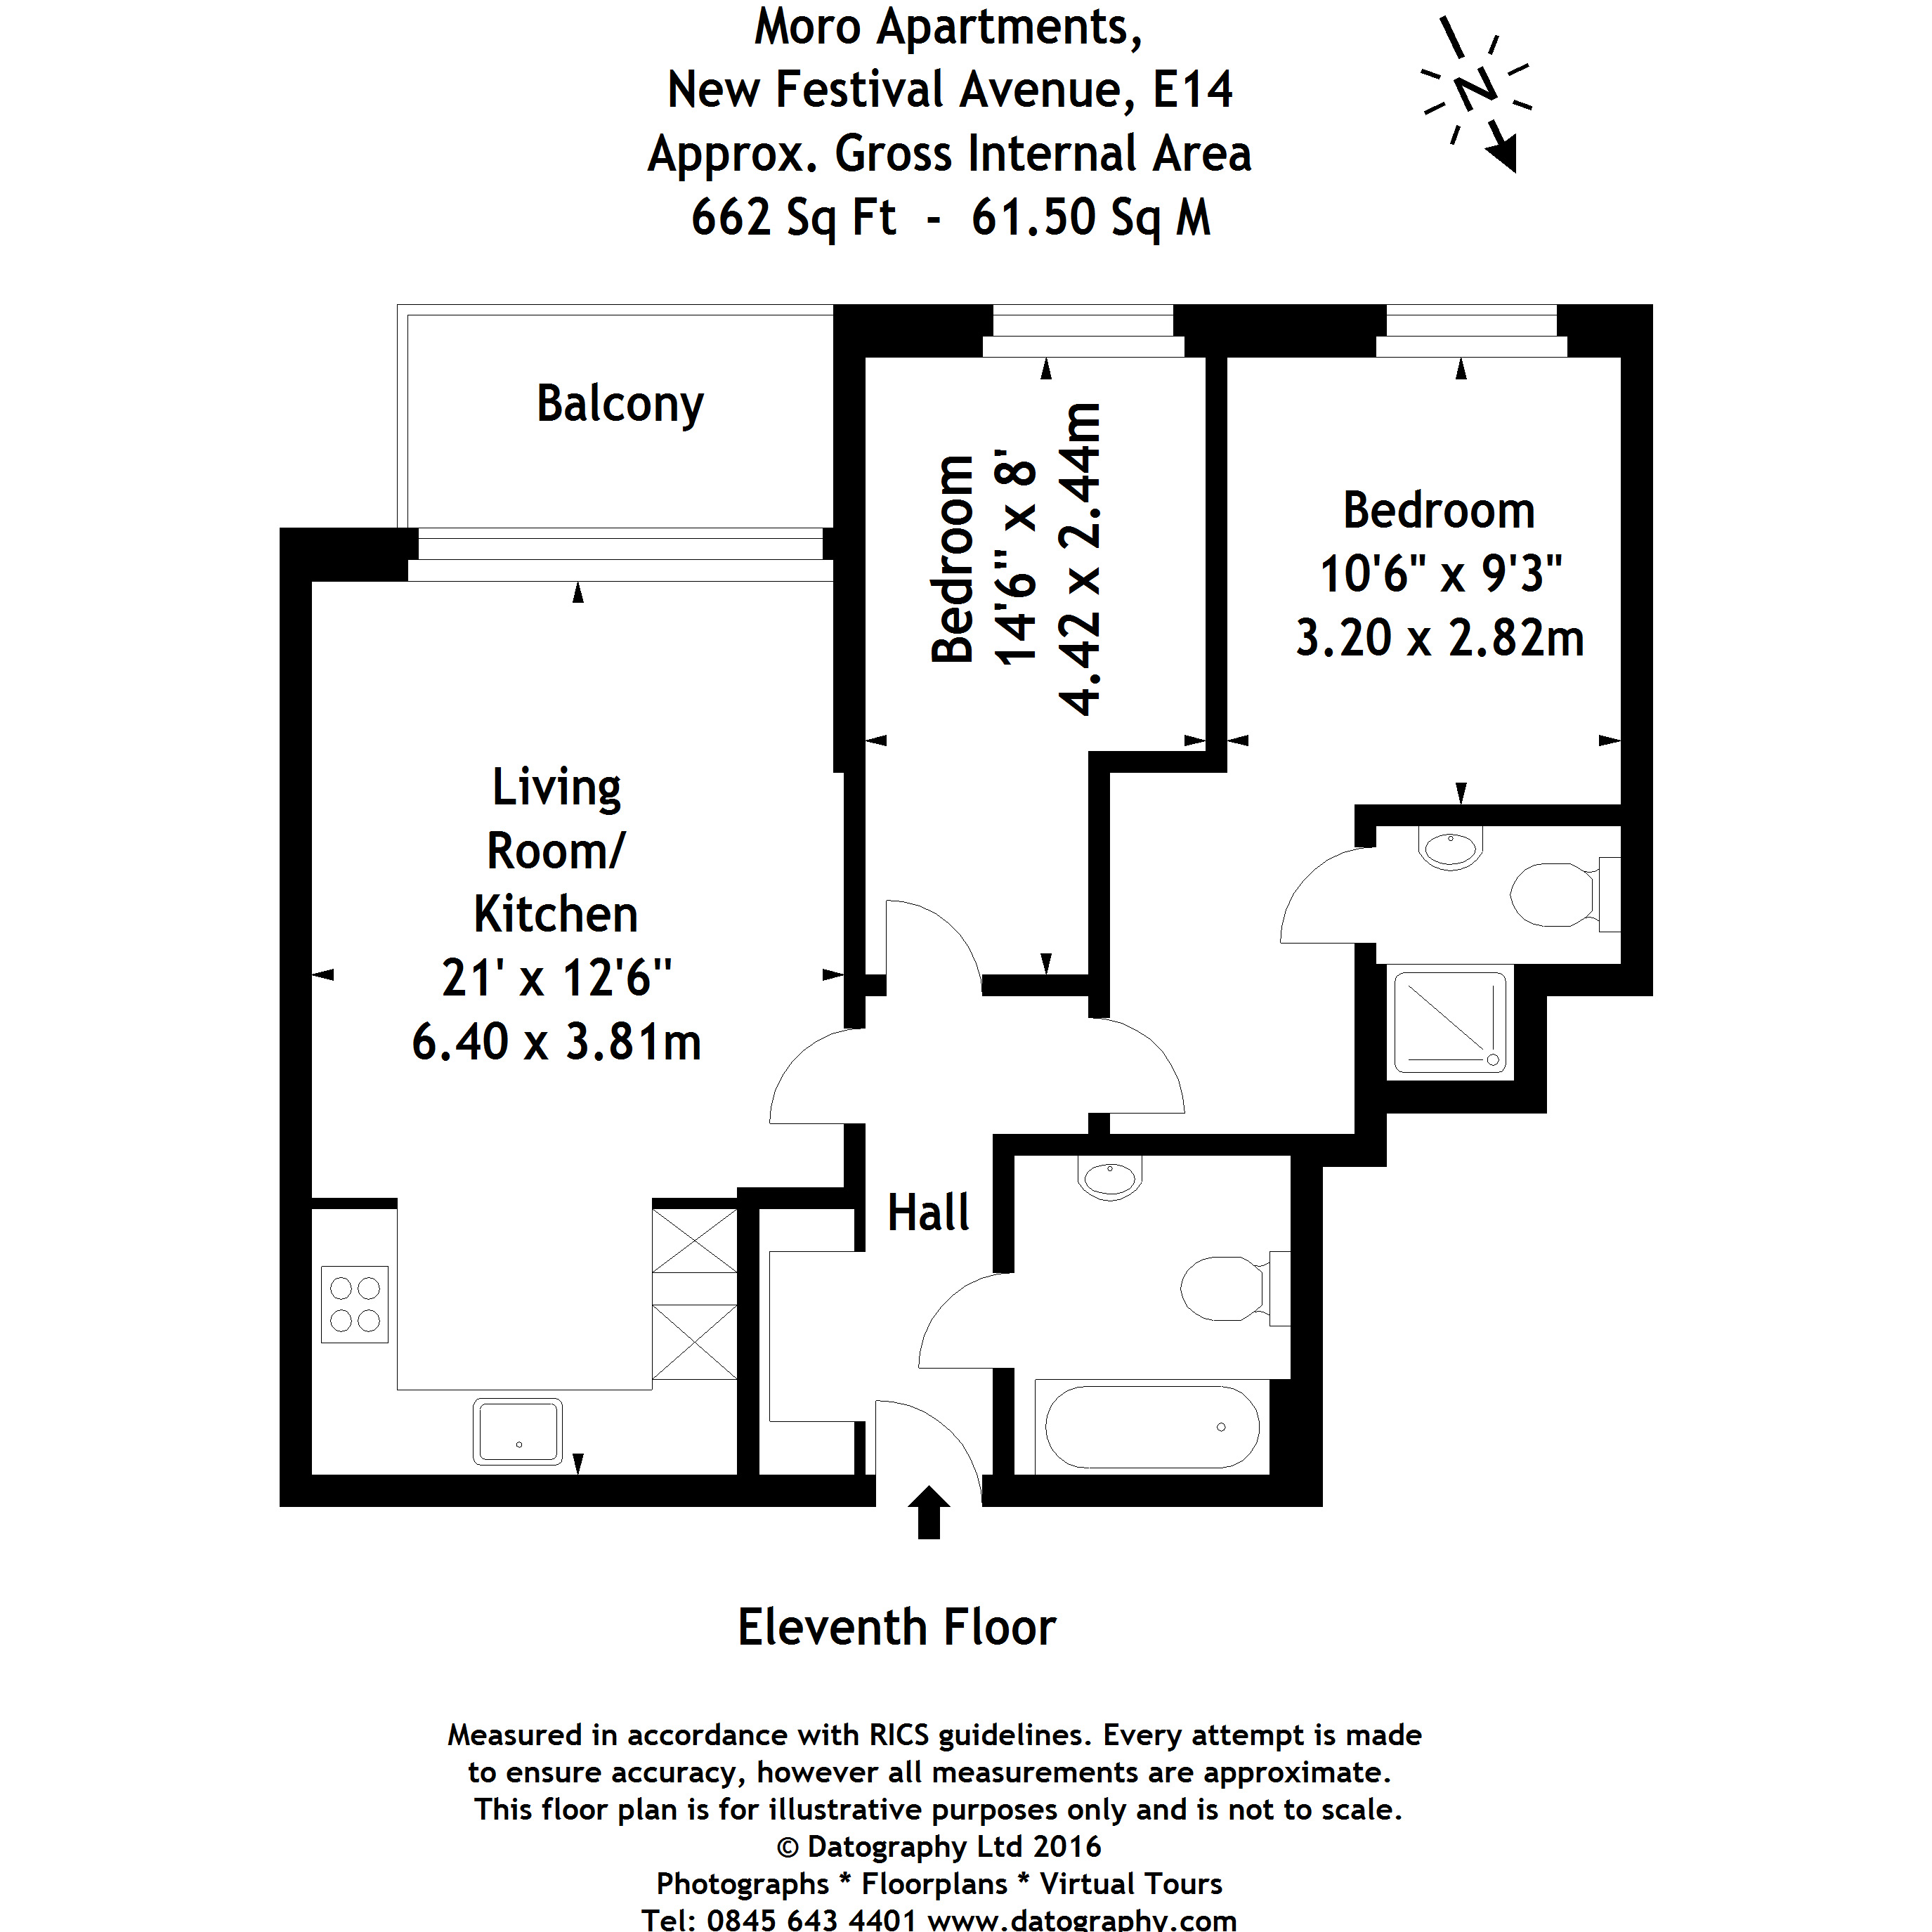 Moro Apartments,
New Festival Avenue, E14
Approx. Gross Internal Area
662 Sq Ft - 61.50 Sq M
N
Balcony
Bedroom
14'6" x 8'
4.42 x 2.44m
Bedroom
10'6" x 9'3"
3.20 x 2.82m
Living
Room/
Kitchen
21' x 12'6"
6.40 x 3.81m
Hall
Eleventh Floor
Measured in accordance with RICS guidelines. Every attempt is made
to ensure accuracy, however all measurements are approximate.
This floor plan is for illustrative purposes only and is not to scale.
© Datography Ltd 2016
Photographs * Floorplans * Virtual Tours
Tel: 0845 643 4401 www.datography.com